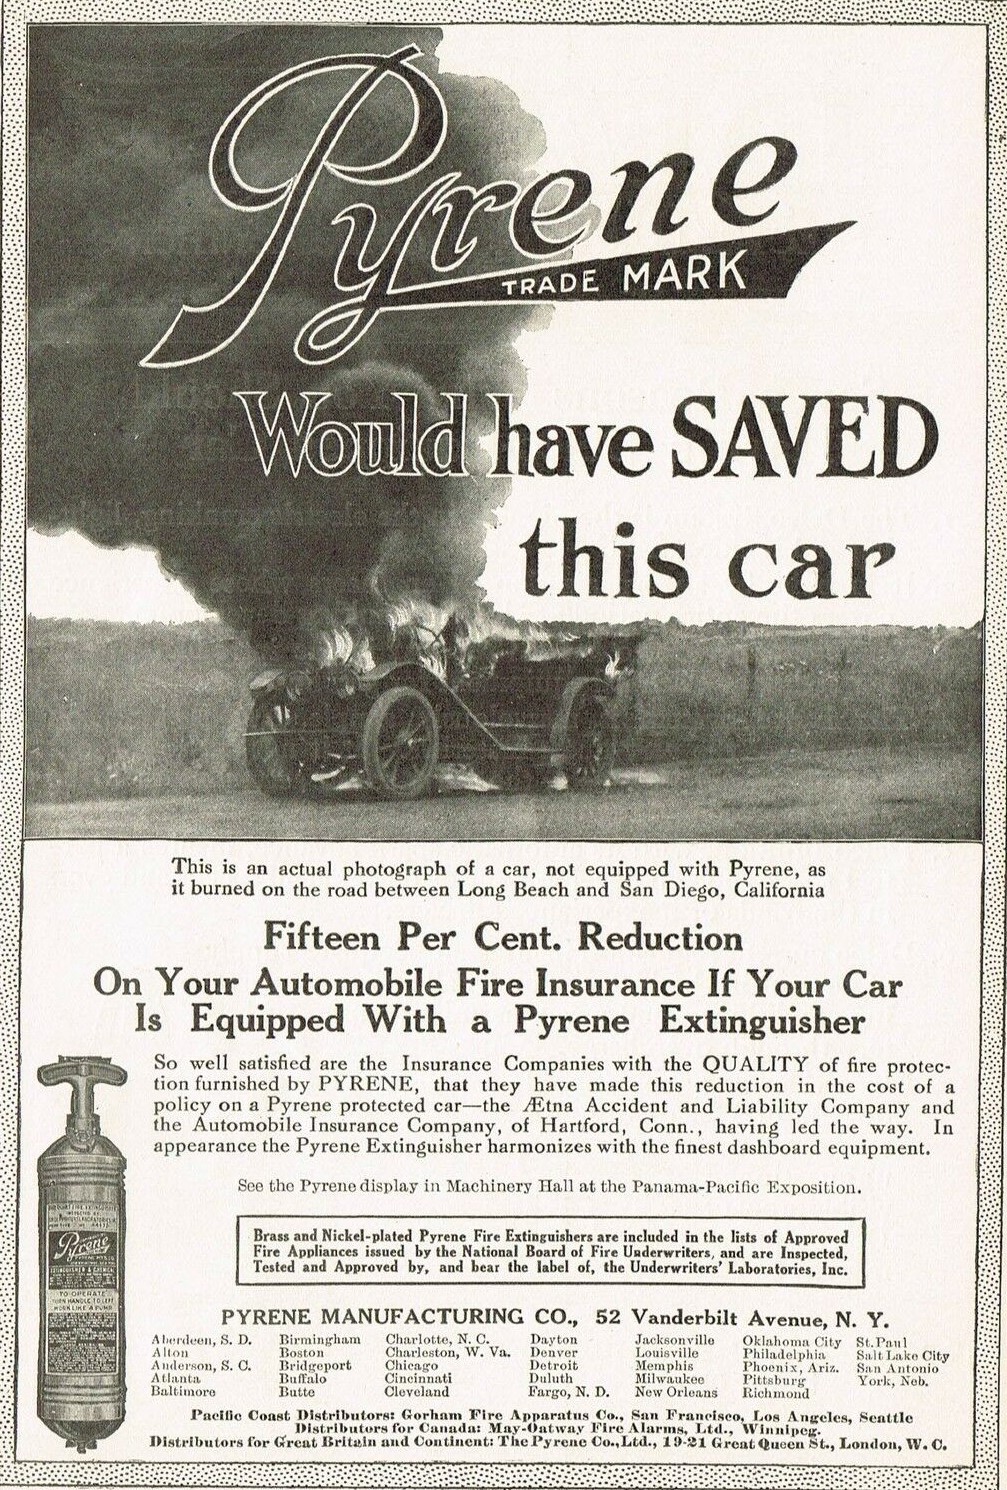 Pyrene
TRADE MARK
Would have SAVED
this car
This is an actual photograph of a car, not equipped with Pyrene, as
it burned on the road between Long Beach and San Diego, California
Fifteen Per Cent. Reduction
On Your Automobile Fire Insurance If Your Car
Is Equipped With a Pyrene Extinguisher
So well satisfied are the Insurance Companies with the QUALITY of fire protec-
tion furnished by PYRENE, that they have made this reduction in the cost of a
policy on a Pyrene protected car—the Ætna Accident and Liability Company and
the Automobile Insurance Company, of Hartford, Conn., having led the way. In
appearance the Pyrene Extinguisher harmonizes with the finest dashboard equipment.
See the Pyrene display in Machinery Hall at the Panama-Pacific Exposition.
Brass and Nickel-plated Pyrene Fire Extinguishers are included in the lists of Approved
Fire Appliances issued by the National Board of Fire Underwriters, and are Inspected,
Tested and Approved by, and bear the label of, the Underwriters' Laboratories, Inc.
Pyrene
TO OPERATE
TURN HANDLE TO LEFT
WORK LIKE A PUMP
PYRENE MANUFACTURING CO., 52 Vanderbilt Avenue, N. Y.
Aberdeen, S. D. Birmingham Charlotte, N. C. Dayton Jacksonville Oklahoma City St. Paul
Alton Boston Charleston, W. Va. Denver Louisville Philadelphia Salt Lake City
Anderson, S. C. Bridgeport Chicago Detroit Memphis Phoenix, Ariz. San Antonio
Atlanta Buffalo Cincinnati Duluth Milwaukee Pittsburg York, Neb.
Baltimore Butte Cleveland Fargo, N. D. New Orleans Richmond
Pacific Coast Distributors: Gorham Fire Apparatus Co., San Francisco, Los Angeles, Seattle
Distributors for Canada: May-Oatway Fire Alarms, Ltd., Winnipeg.
Distributors for Great Britain and Continent: The Pyrene Co., Ltd., 19-21 Great Queen St., London, W. C.